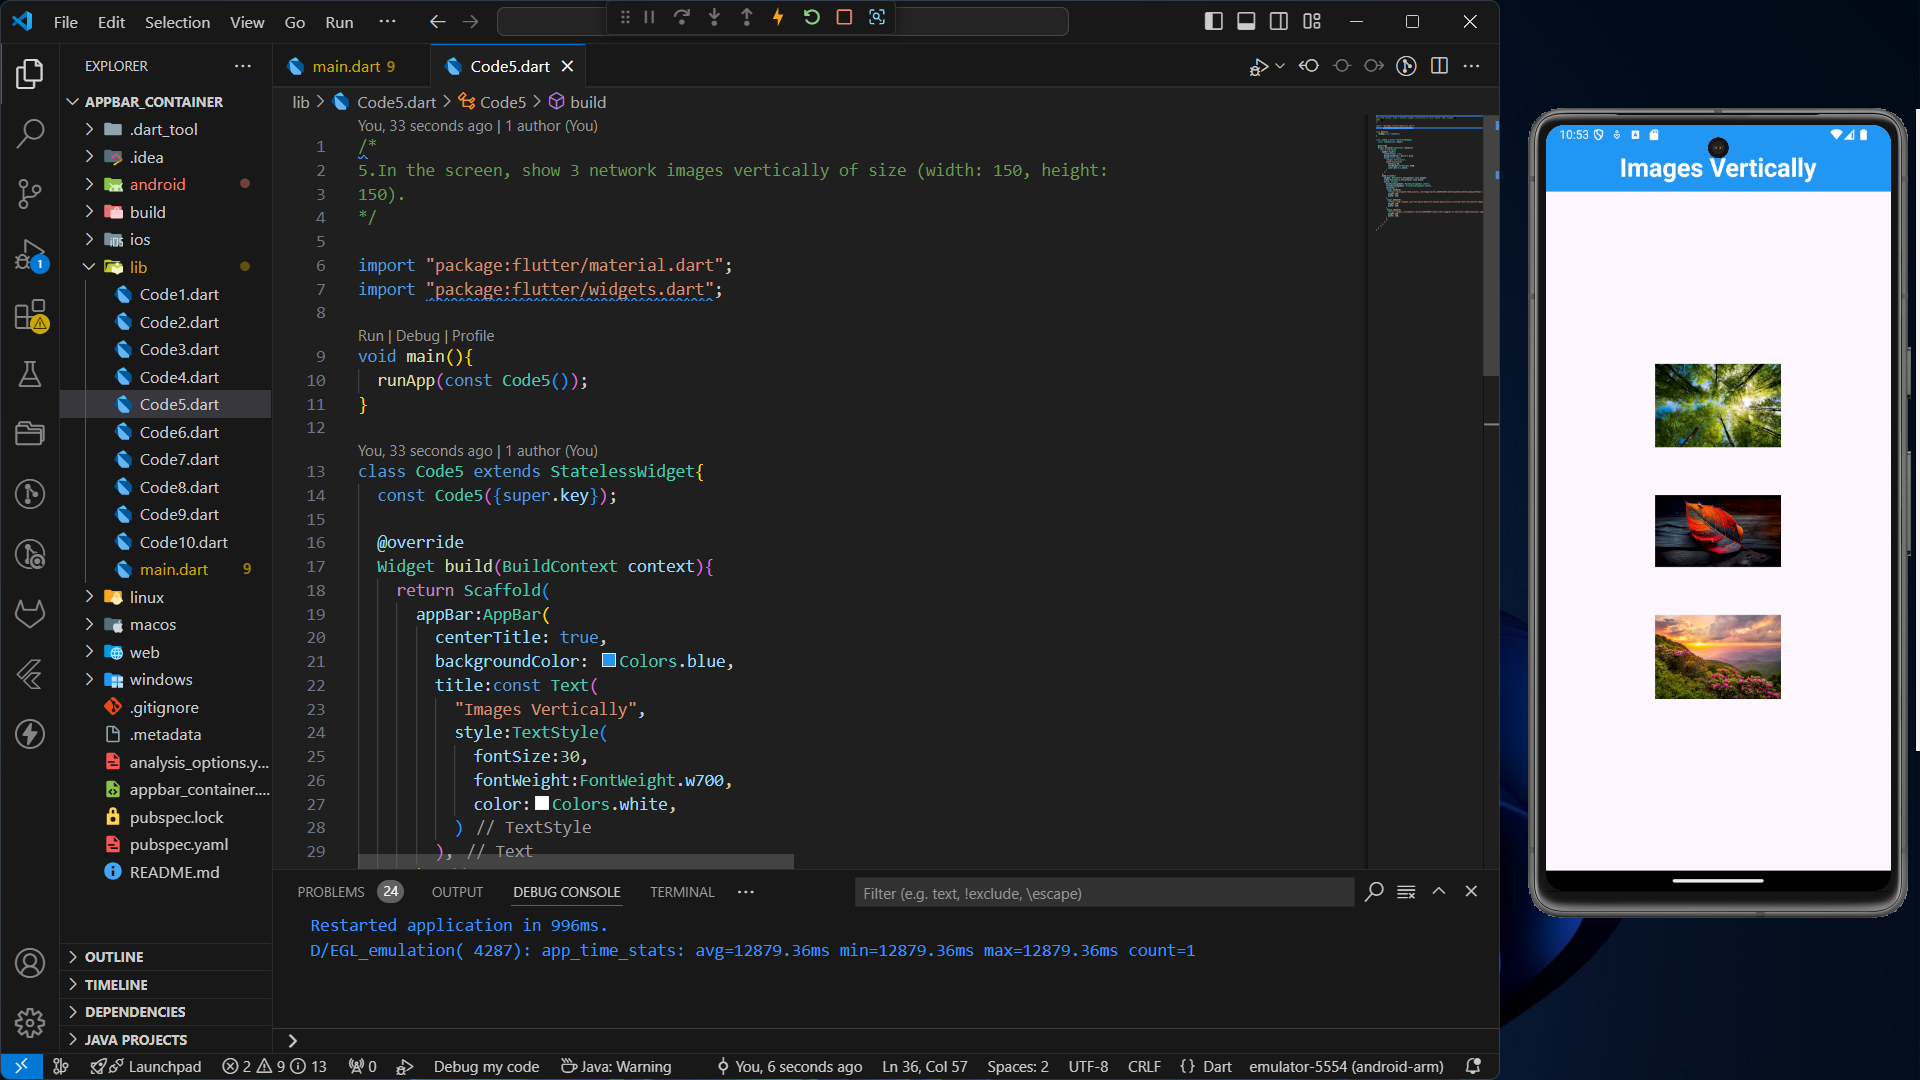 File Edit Selection View Go Run ···
EXPLORER ···
APPBAR_CONTAINER
.dart_tool
.idea
android
build
ios
lib
Code1.dart
Code2.dart
Code3.dart
Code4.dart
Code5.dart
Code6.dart
Code7.dart
Code8.dart
Code9.dart
Code10.dart
main.dart 9
linux
macos
web
windows
.gitignore
.metadata
analysis_options.y...
appbar_container....
pubspec.lock
pubspec.yaml
README.md
OUTLINE
TIMELINE
DEPENDENCIES
JAVA PROJECTS
1
main.dart 9
Code5.dart
lib > Code5.dart > Code5 > build
You, 33 seconds ago | 1 author (You)
1 /*
2 5.In the screen, show 3 network images vertically of size (width: 150, height:
3 150).
4 */
5
6 import "package:flutter/material.dart";
7 import "package:flutter/widgets.dart";
8
Run | Debug | Profile
9 void main(){
10 runApp(const Code5());
11 }
12
You, 33 seconds ago | 1 author (You)
13 class Code5 extends StatelessWidget{
14 const Code5({super.key});
15
16 @override
17 Widget build(BuildContext context){
18 return Scaffold(
19 appBar:AppBar(
20 centerTitle: true,
21 backgroundColor: Colors.blue,
22 title:const Text(
23 "Images Vertically",
24 style:TextStyle(
25 fontSize:30,
26 fontWeight:FontWeight.w700,
27 color: Colors.white,
28 ) // TextStyle
29 ), // Text
PROBLEMS 24 OUTPUT DEBUG CONSOLE TERMINAL ···
Filter (e.g. text, !exclude, \escape)
Restarted application in 996ms.
D/EGL_emulation( 4287): app_time_stats: avg=12879.36ms min=12879.36ms max=12879.36ms count=1
Launchpad 2 9 13 0 Debug my code Java: Warning You, 6 seconds ago Ln 36, Col 57 Spaces: 2 UTF-8 CRLF {} Dart emulator-5554 (android-arm)
10:53
Images Vertically